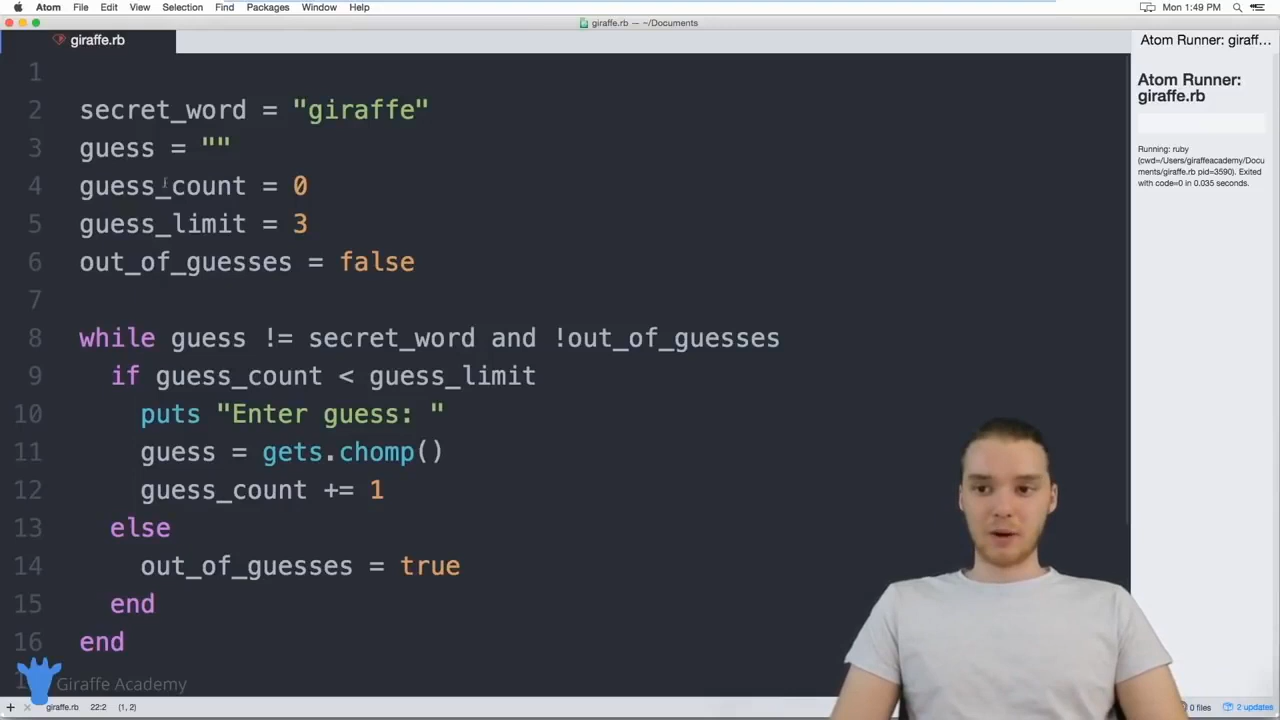 Atom File Edit View Selection Find Packages Window Help Mon 1:49 PM
giraffe.rb — ~/Documents
giraffe.rb
Atom Runner: giraff...
1
2 secret_word = "giraffe"
3 guess = ""
4 guess_count = 0
5 guess_limit = 3
6 out_of_guesses = false
7
8 while guess != secret_word and !out_of_guesses
9 if guess_count < guess_limit
10 puts "Enter guess: "
11 guess = gets.chomp()
12 guess_count += 1
13 else
14 out_of_guesses = true
15 end
16 end
Atom Runner:
giraffe.rb
Running: ruby
(cwd=/Users/giraffeacademy/Docu
ments/giraffe.rb pid=3590). Exited
with code=0 in 0.035 seconds.
Giraffe Academy
giraffe.rb 22:2 (1, 2)
0 files 2 updates